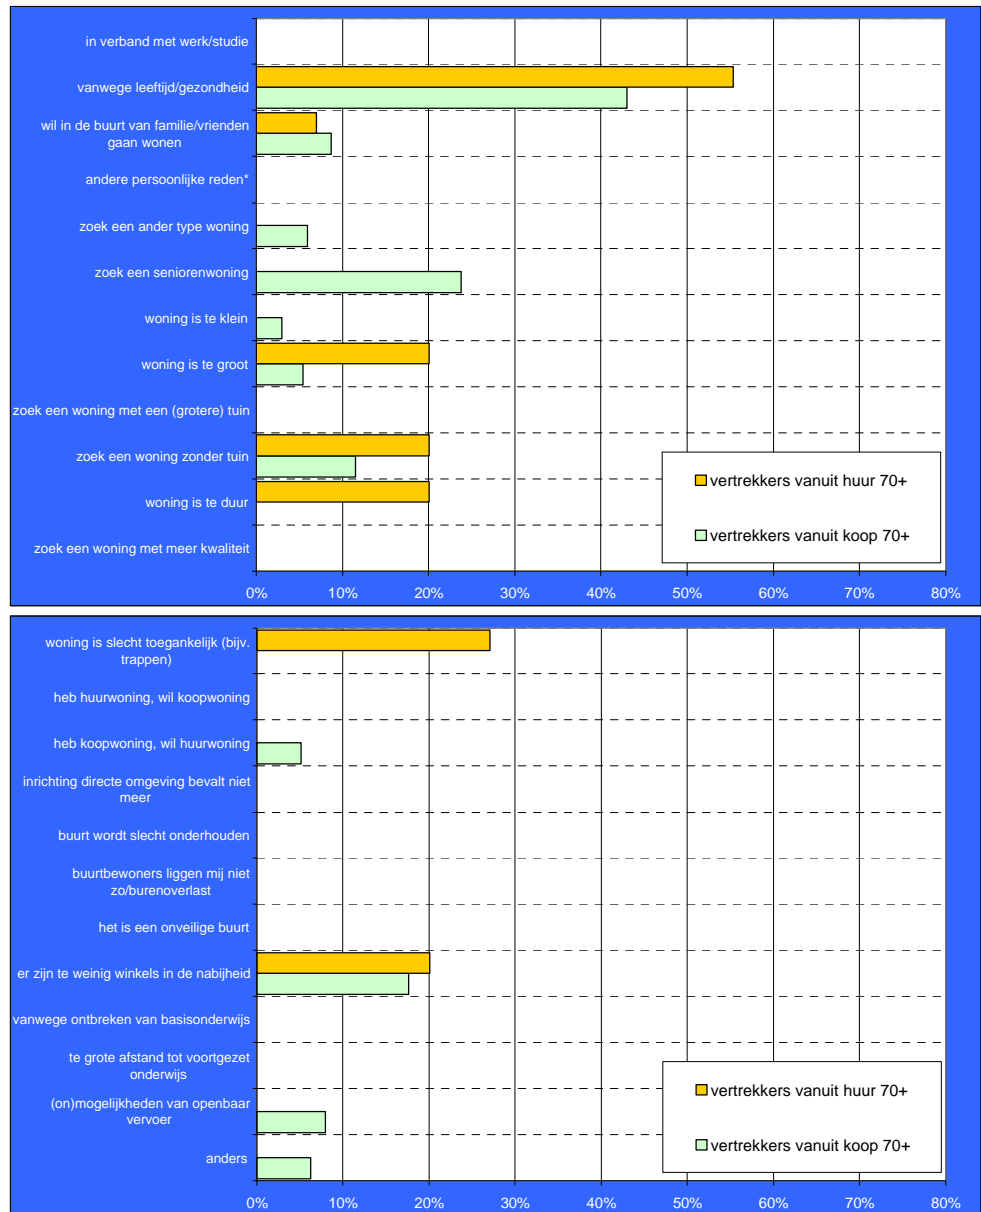 in verband met werk/studie
vanwege leeftijd/gezondheid
wil in de buurt van familie/vrienden
gaan wonen
andere persoonlijke reden*
zoek een ander type woning
zoek een seniorenwoning
woning is te klein
woning is te groot
zoek een woning met een (grotere) tuin
zoek een woning zonder tuin
woning is te duur
zoek een woning met meer kwaliteit
vertrekkers vanuit huur 70+
vertrekkers vanuit koop 70+
0% 10% 20% 30% 40% 50% 60% 70% 80%
woning is slecht toegankelijk (bijv.
trappen)
heb huurwoning, wil koopwoning
heb koopwoning, wil huurwoning
inrichting directe omgeving bevalt niet
meer
buurt wordt slecht onderhouden
buurtbewoners liggen mij niet
zo/burenoverlast
het is een onveilige buurt
er zijn te weinig winkels in de nabijheid
vanwege ontbreken van basisonderwijs
te grote afstand tot voortgezet
onderwijs
(on)mogelijkheden van openbaar
vervoer
anders
vertrekkers vanuit huur 70+
vertrekkers vanuit koop 70+
0% 10% 20% 30% 40% 50% 60% 70% 80%